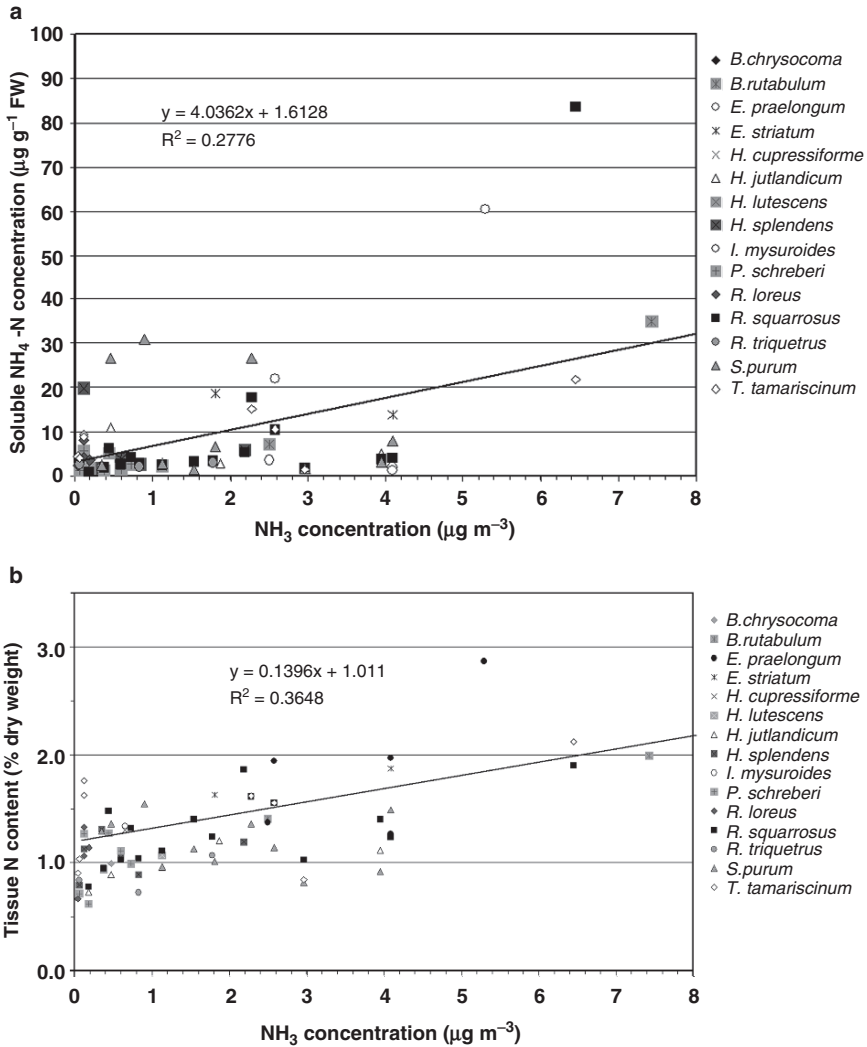 a
Soluble NH₄ -N concentration (µg g⁻¹ FW)
100
90
80
70
60
50
40
30
20
10
0
y = 4.0362x + 1.6128
R² = 0.2776
0 1 2 3 4 5 6 7 8
NH₃ concentration (µg m⁻³)
B.chrysocoma
B.rutabulum
E. praelongum
E. striatum
H. cupressiforme
H. jutlandicum
H. lutescens
H. splendens
I. mysuroides
P. schreberi
R. loreus
R. squarrosus
R. triquetrus
S.purum
T. tamariscinum
b
Tissue N content (% dry weight)
3.0
2.0
1.0
0.0
y = 0.1396x + 1.011
R² = 0.3648
0 1 2 3 4 5 6 7 8
NH₃ concentration (µg m⁻³)
B.chrysocoma
B.rutabulum
E. praelongum
E. striatum
H. cupressiforme
H. lutescens
H. jutlandicum
H. splendens
I. mysuroides
P. schreberi
R. loreus
R. squarrosus
R. triquetrus
S.purum
T. tamariscinum